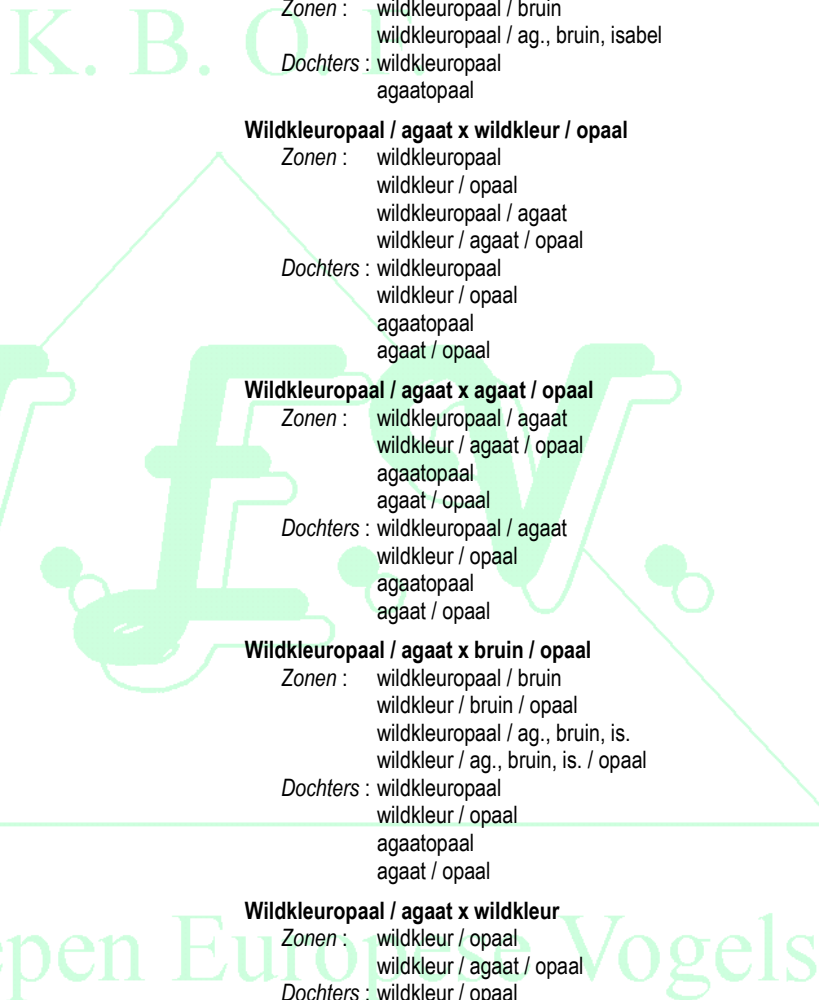 Zonen : wildkleuropaal / bruin
wildkleuropaal / ag., bruin, isabel
K. B. O. F.
Dochters : wildkleuropaal
agaatopaal
Wildkleuropaal / agaat x wildkleur / opaal
Zonen : wildkleuropaal
wildkleur / opaal
wildkleuropaal / agaat
wildkleur / agaat / opaal
Dochters : wildkleuropaal
wildkleur / opaal
agaatopaal
agaat / opaal
Wildkleuropaal / agaat x agaat / opaal
Zonen : wildkleuropaal / agaat
wildkleur / agaat / opaal
agaatopaal
agaat / opaal
Dochters : wildkleuropaal / agaat
wildkleur / opaal
agaatopaal
agaat / opaal
Wildkleuropaal / agaat x bruin / opaal
Zonen : wildkleuropaal / bruin
wildkleur / bruin / opaal
wildkleuropaal / ag., bruin, is.
wildkleur / ag., bruin, is. / opaal
Dochters : wildkleuropaal
wildkleur / opaal
agaatopaal
agaat / opaal
Wildkleuropaal / agaat x wildkleur
Zonen : wildkleur / opaal
epen Europese Vogels
wildkleur / agaat / opaal
Dochters : wildkleur / opaal